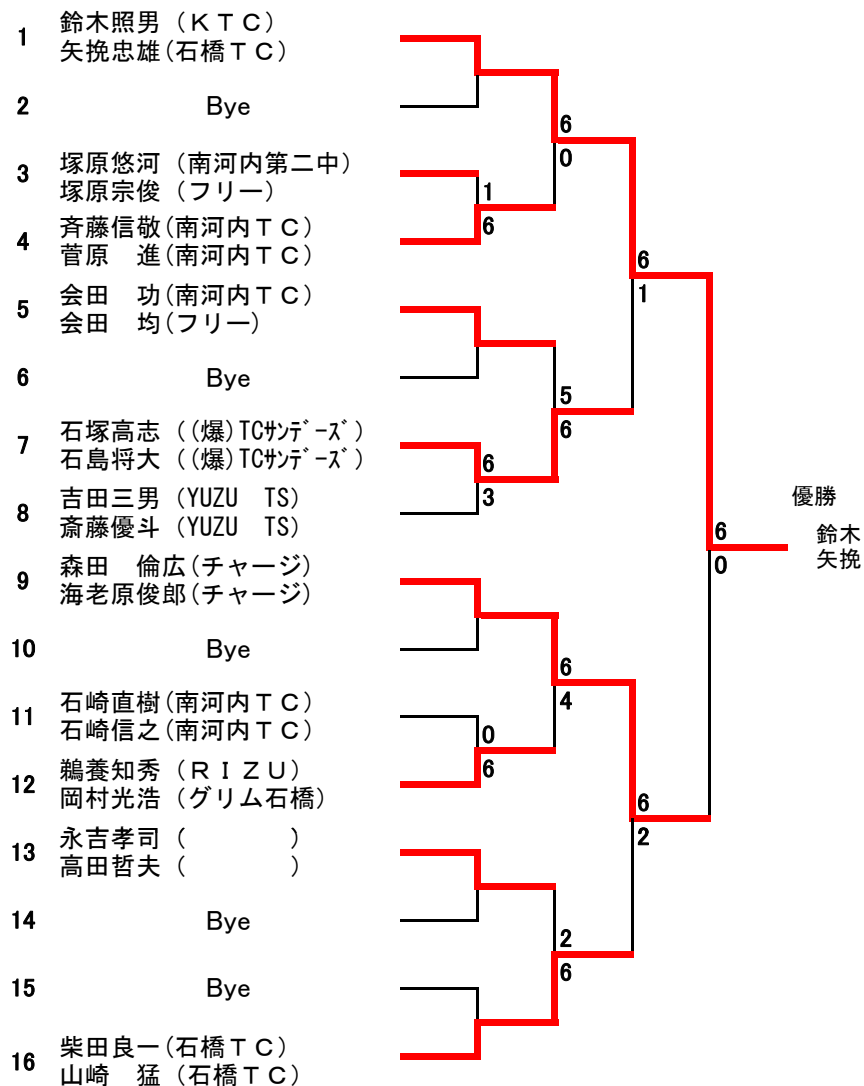 1
鈴木照男 (ＫＴＣ)
矢挽忠雄(石橋ＴＣ)
2
Bye
3
塚原悠河 (南河内第二中)
塚原宗俊 (フリー)
4
斉藤信敬(南河内ＴＣ)
菅原　進(南河内ＴＣ)
1
6
6
0
5
会田　功(南河内ＴＣ)
会田　均(フリー)
6
Bye
7
石塚高志 ((爆)TCｻﾝﾃﾞｰｽﾞ)
石島将大 ((爆)TCｻﾝﾃﾞｰｽﾞ)
8
吉田三男 (YUZU　TS)
斎藤優斗 (YUZU　TS)
6
3
5
6
6
1
9
森田　倫広(チャージ)
海老原俊郎(チャージ)
10
Bye
11
石崎直樹(南河内ＴＣ)
石崎信之(南河内ＴＣ)
12
鵜養知秀 (ＲＩＺＵ)
岡村光浩 (グリム石橋)
0
6
6
4
13
永吉孝司 (　　　　)
高田哲夫 (　　　　)
14
Bye
15
Bye
16
柴田良一(石橋ＴＣ)
山崎　猛 (石橋ＴＣ)
2
6
6
2
6
0
優勝
鈴木
矢挽